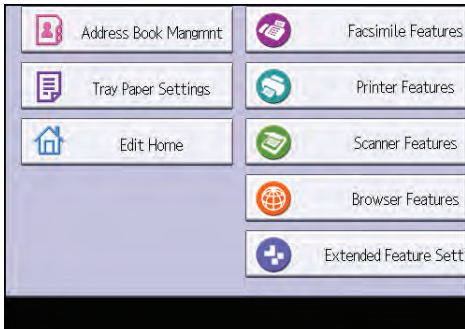 Address Book Mangmnt
Facsimile Features
Tray Paper Settings
Printer Features
Edit Home
Scanner Features
Browser Features
Extended Feature Sett